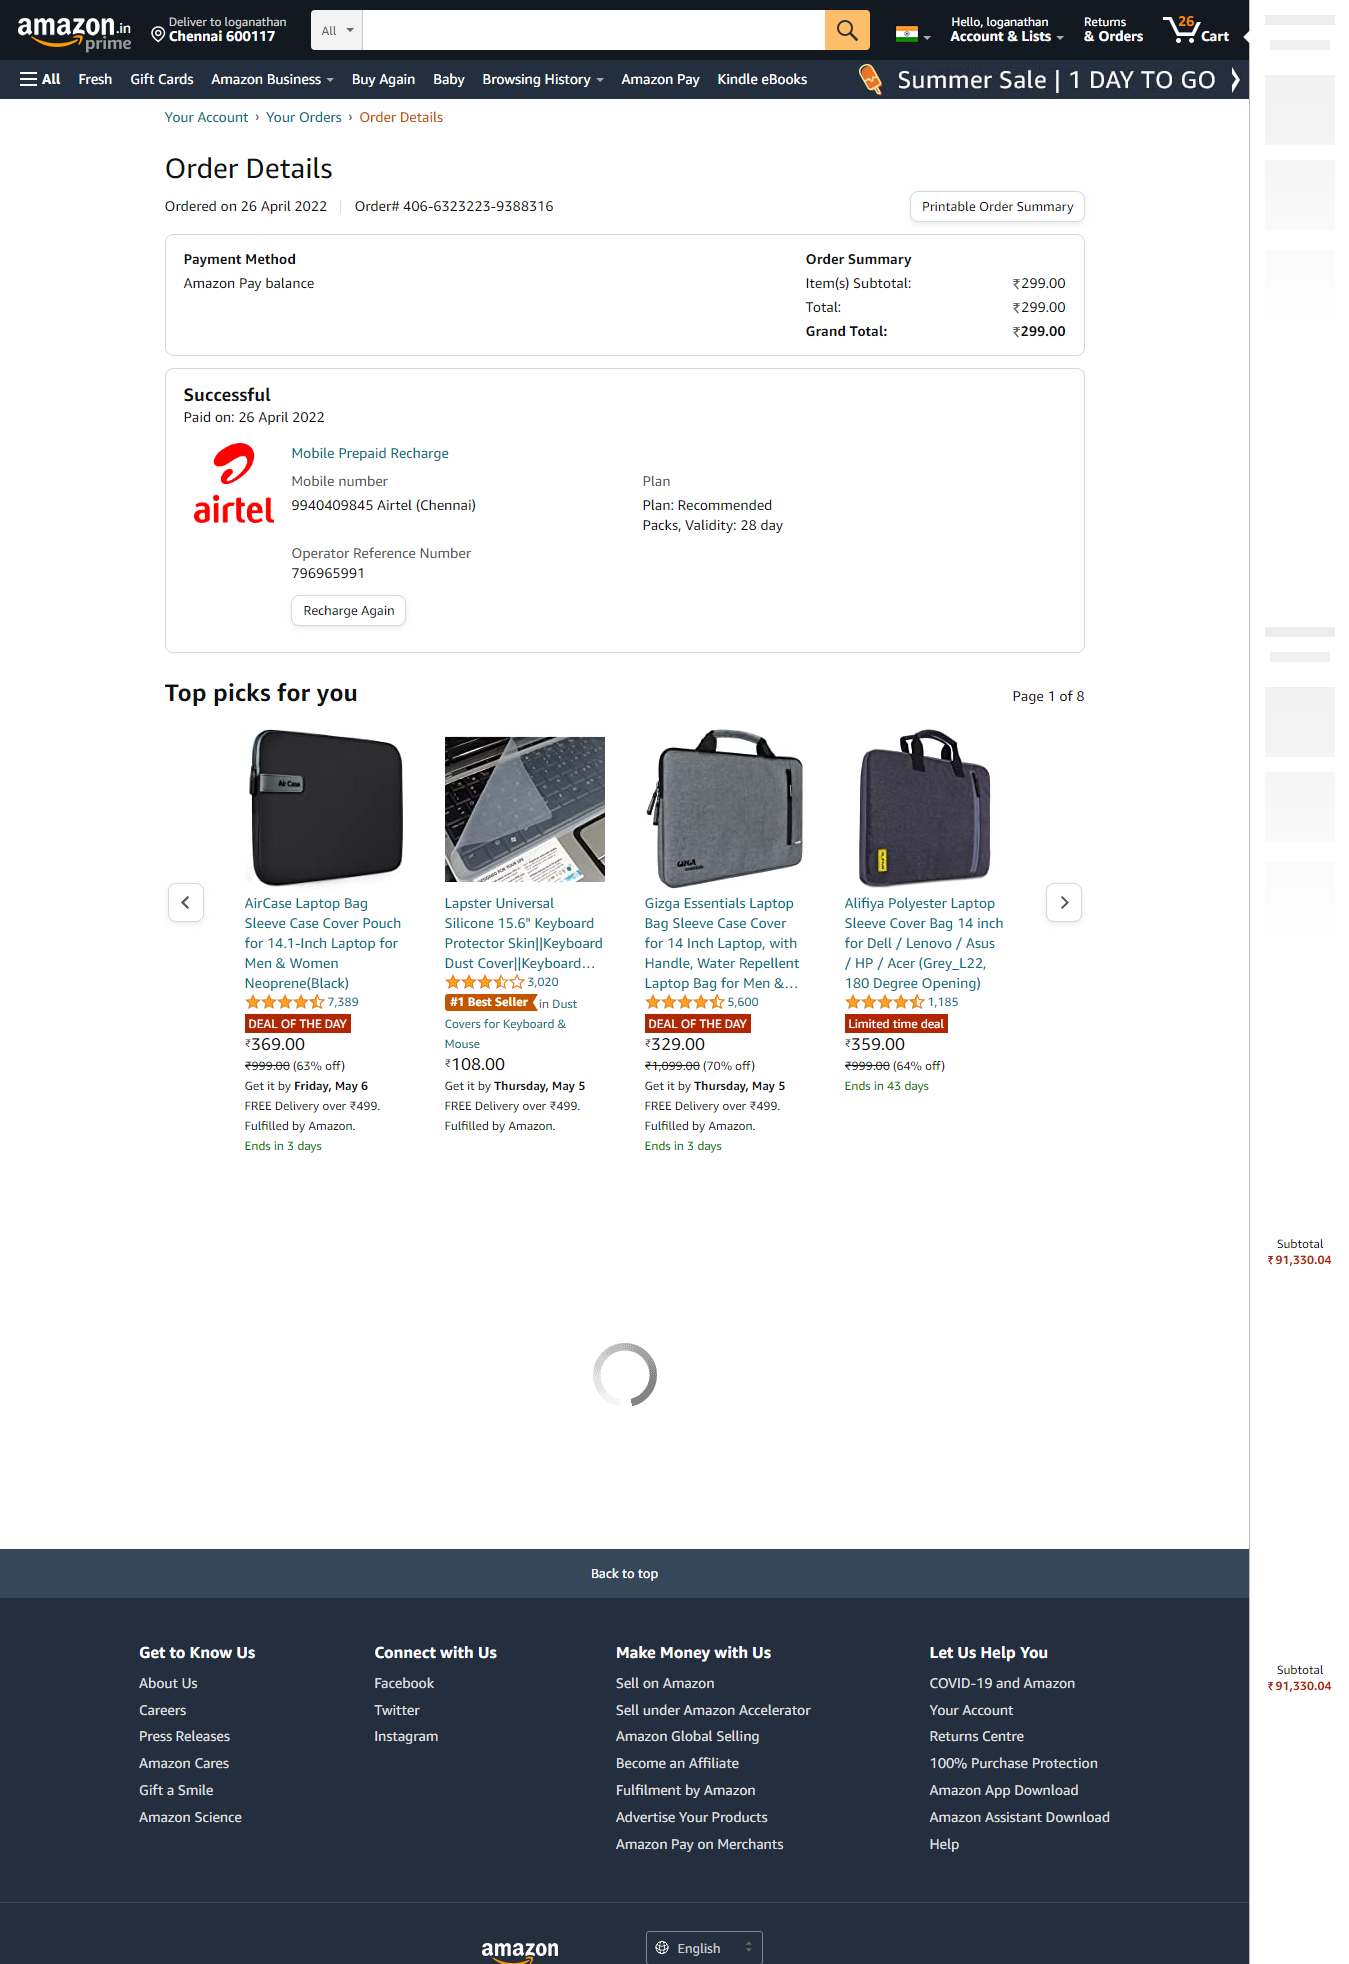 amazon.in
prime
Deliver to loganathan
Chennai 600117
All
Hello, loganathan
Account & Lists
Returns
& Orders
26
Cart
All
Fresh
Gift Cards
Amazon Business
Buy Again
Baby
Browsing History
Amazon Pay
Kindle eBooks
Summer Sale | 1 DAY TO GO
Your Account › Your Orders › Order Details
Order Details
Ordered on 26 April 2022
Order# 406-6323223-9388316
Printable Order Summary
Payment Method
Amazon Pay balance
Order Summary
Item(s) Subtotal: ₹299.00
Total: ₹299.00
Grand Total: ₹299.00
Successful
Paid on: 26 April 2022
airtel
Mobile Prepaid Recharge
Mobile number
9940409845 Airtel (Chennai)
Plan
Plan: Recommended
Packs, Validity: 28 day
Operator Reference Number
796965991
Recharge Again
Top picks for you
Page 1 of 8
Air Case
AirCase Laptop Bag
Sleeve Case Cover Pouch
for 14.1-Inch Laptop for
Men & Women
Neoprene(Black)
7,389
DEAL OF THE DAY
₹369.00
₹999.00 (63% off)
Get it by Friday, May 6
FREE Delivery over ₹499.
Fulfilled by Amazon.
Ends in 3 days
Lapster Universal
Silicone 15.6" Keyboard
Protector Skin||Keyboard
Dust Cover||Keyboard…
3,020
#1 Best Seller in Dust
Covers for Keyboard &
Mouse
₹108.00
Get it by Thursday, May 5
FREE Delivery over ₹499.
Fulfilled by Amazon.
GIZGA
Gizga Essentials Laptop
Bag Sleeve Case Cover
for 14 Inch Laptop, with
Handle, Water Repellent
Laptop Bag for Men &…
5,600
DEAL OF THE DAY
₹329.00
₹1,099.00 (70% off)
Get it by Thursday, May 5
FREE Delivery over ₹499.
Fulfilled by Amazon.
Ends in 3 days
Alifiya Polyester Laptop
Sleeve Cover Bag 14 inch
for Dell / Lenovo / Asus
/ HP / Acer (Grey_L22,
180 Degree Opening)
1,185
Limited time deal
₹359.00
₹999.00 (64% off)
Ends in 43 days
Subtotal
₹91,330.04
Back to top
Get to Know Us
About Us
Careers
Press Releases
Amazon Cares
Gift a Smile
Amazon Science
Connect with Us
Facebook
Twitter
Instagram
Make Money with Us
Sell on Amazon
Sell under Amazon Accelerator
Amazon Global Selling
Become an Affiliate
Fulfilment by Amazon
Advertise Your Products
Amazon Pay on Merchants
Let Us Help You
COVID-19 and Amazon
Your Account
Returns Centre
100% Purchase Protection
Amazon App Download
Amazon Assistant Download
Help
Subtotal
₹91,330.04
amazon
English